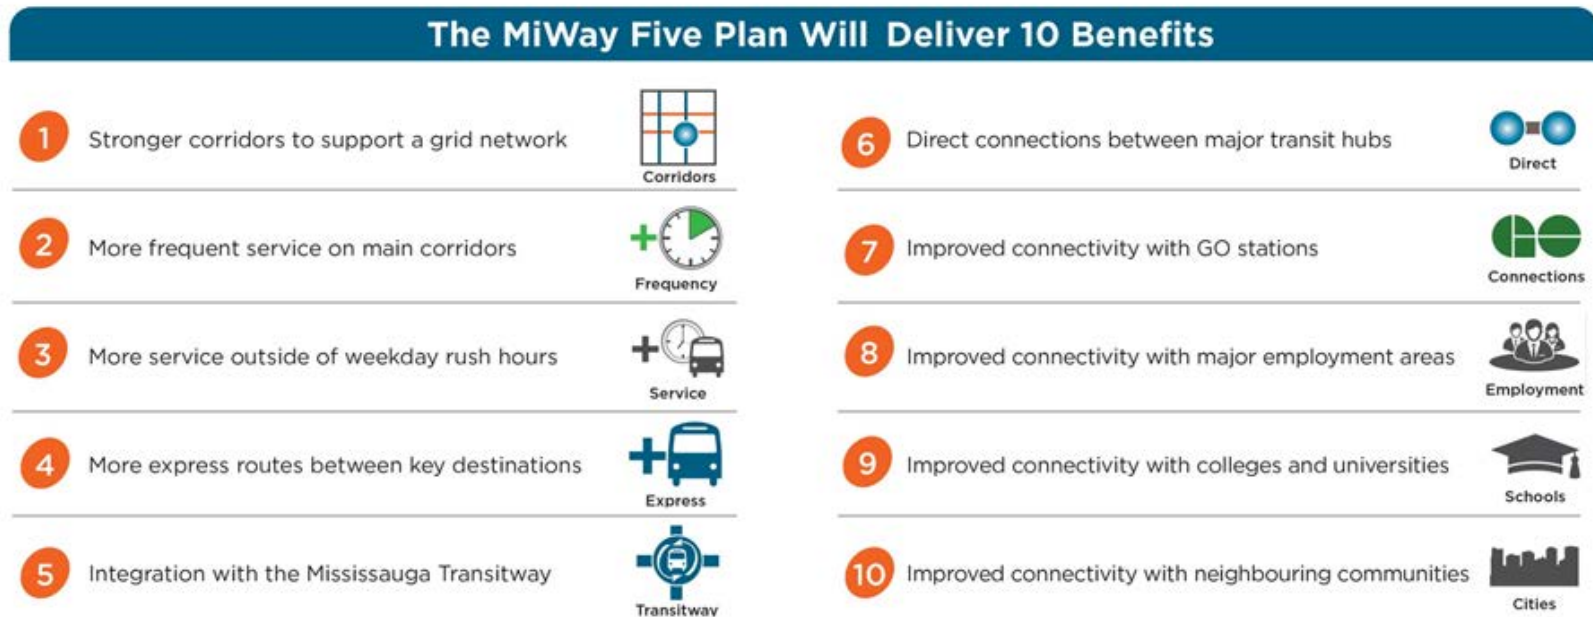 The MiWay Five Plan Will Deliver 10 Benefits
1 Stronger corridors to support a grid network
Corridors
2 More frequent service on main corridors
Frequency
3 More service outside of weekday rush hours
Service
4 More express routes between key destinations
Express
5 Integration with the Mississauga Transitway
Transitway
6 Direct connections between major transit hubs
Direct
7 Improved connectivity with GO stations
GO
Connections
8 Improved connectivity with major employment areas
Employment
9 Improved connectivity with colleges and universities
Schools
10 Improved connectivity with neighbouring communities
Cities